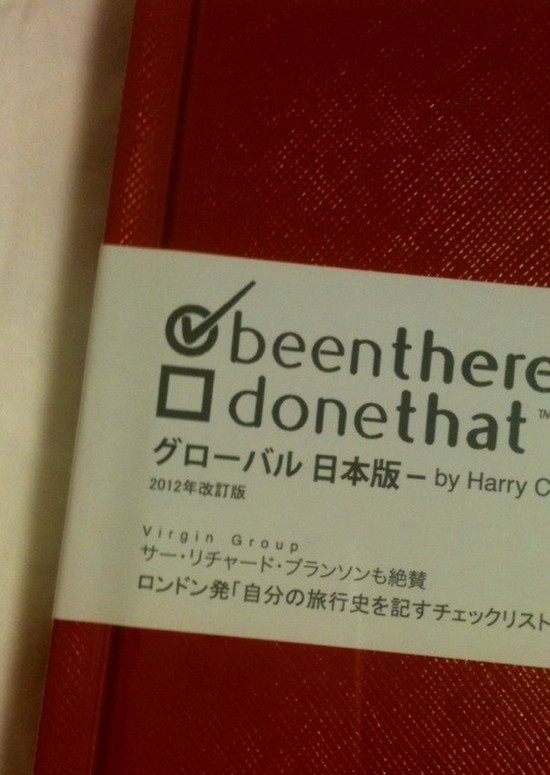 beenthere
donethat™
グローバル 日本版 – by Harry C
2012年改訂版
Virgin Group
サー・リチャード・ブランソンも絶賛
ロンドン発「自分の旅行史を記すチェックリスト